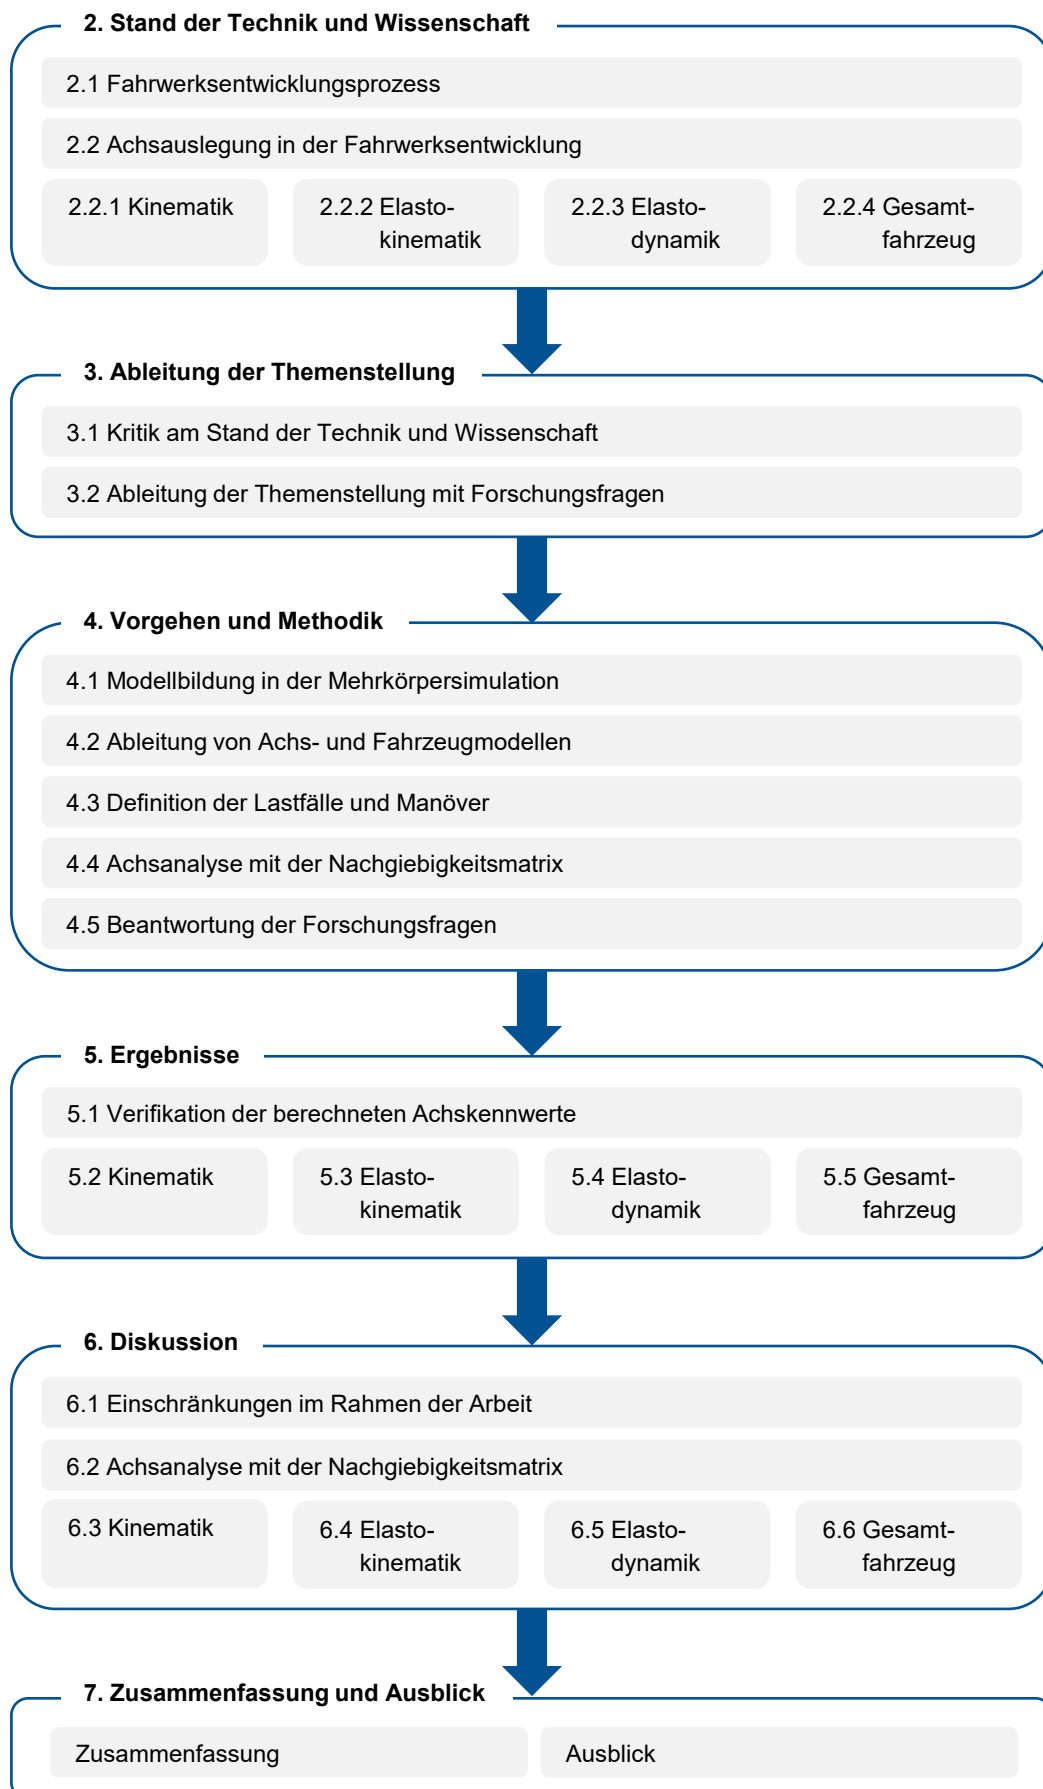 2. Stand der Technik und Wissenschaft
2.1 Fahrwerksentwicklungsprozess
2.2 Achsauslegung in der Fahrwerksentwicklung
2.2.1 Kinematik
2.2.2 Elasto-
kinematik
2.2.3 Elasto-
dynamik
2.2.4 Gesamt-
fahrzeug
3. Ableitung der Themenstellung
3.1 Kritik am Stand der Technik und Wissenschaft
3.2 Ableitung der Themenstellung mit Forschungsfragen
4. Vorgehen und Methodik
4.1 Modellbildung in der Mehrkörpersimulation
4.2 Ableitung von Achs- und Fahrzeugmodellen
4.3 Definition der Lastfälle und Manöver
4.4 Achsanalyse mit der Nachgiebigkeitsmatrix
4.5 Beantwortung der Forschungsfragen
5. Ergebnisse
5.1 Verifikation der berechneten Achskennwerte
5.2 Kinematik
5.3 Elasto-
kinematik
5.4 Elasto-
dynamik
5.5 Gesamt-
fahrzeug
6. Diskussion
6.1 Einschränkungen im Rahmen der Arbeit
6.2 Achsanalyse mit der Nachgiebigkeitsmatrix
6.3 Kinematik
6.4 Elasto-
kinematik
6.5 Elasto-
dynamik
6.6 Gesamt-
fahrzeug
7. Zusammenfassung und Ausblick
Zusammenfassung
Ausblick